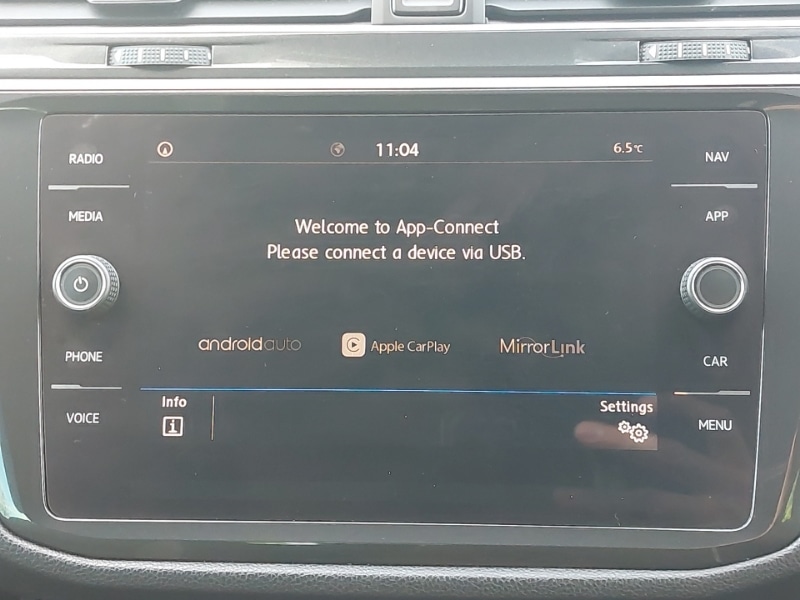 RADIO
MEDIA
PHONE
VOICE
11:04
6.5°C
Welcome to App-Connect
Please connect a device via USB.
androidauto
Apple CarPlay
MirrorLink
Info
i
Settings
NAV
APP
CAR
MENU